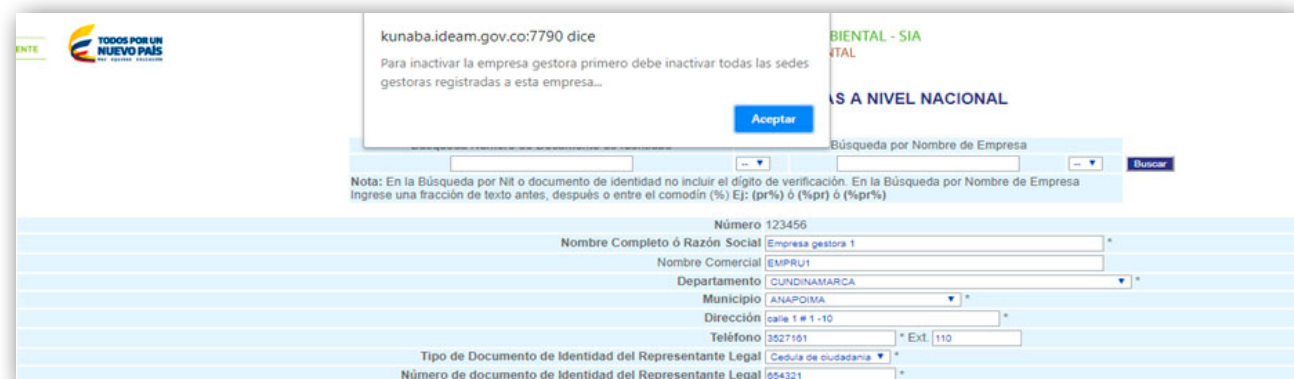 ENTE
TODOS POR UN
NUEVO PAÍS
PAZ EQUIDAD EDUCACIÓN
kunaba.ideam.gov.co:7790 dice
Para inactivar la empresa gestora primero debe inactivar todas las sedes
gestoras registradas a esta empresa...
Aceptar
BIENTAL - SIA
NTAL
AS A NIVEL NACIONAL
Búsqueda por Nombre de Empresa
-- --
Buscar
Nota: En la Búsqueda por Nit o documento de identidad no incluir el dígito de verificación. En la Búsqueda por Nombre de Empresa
Ingrese una fracción de texto antes, después o entre el comodín (%) Ej: (pr%) ó (%pr) ó (%pr%)
Número 123456
Nombre Completo ó Razón Social Empresa gestora 1 *
Nombre Comercial EMPRU1
Departamento CUNDINAMARCA *
Municipio ANAPOIMA *
Dirección calle 1 # 1 -10 *
Teléfono 3527161 * Ext. 110
Tipo de Documento de Identidad del Representante Legal Cedula de ciudadania *
Número de documento de Identidad del Representante Legal 654321 *